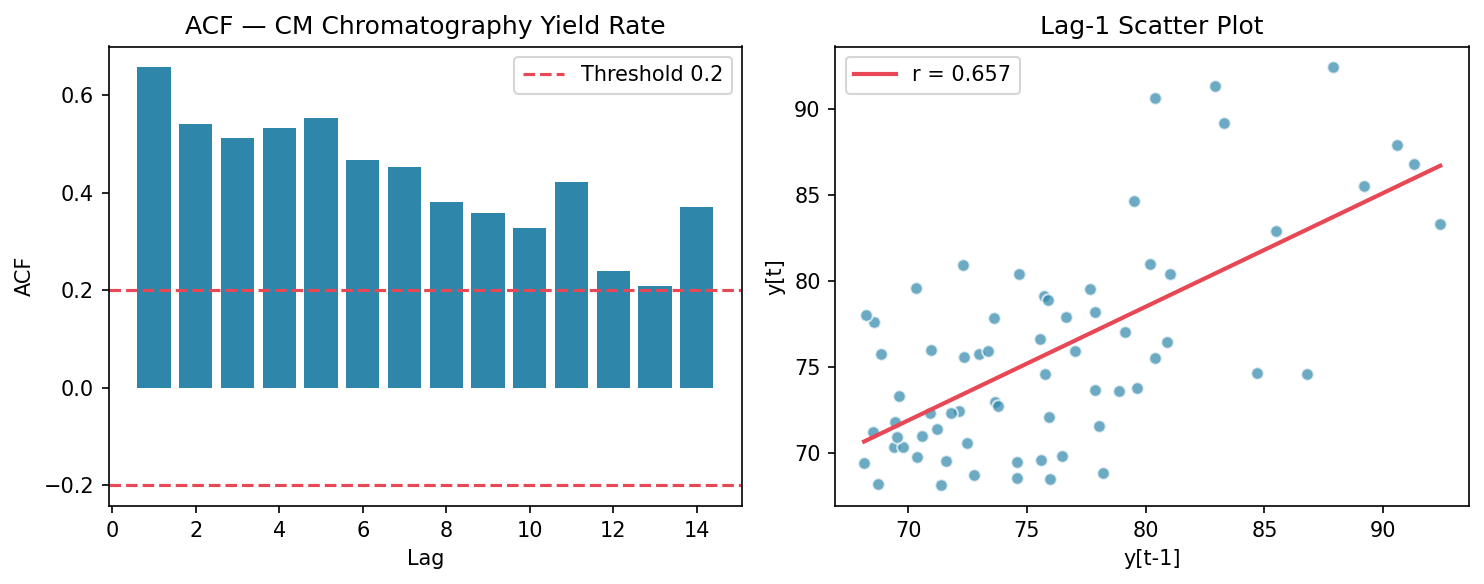 ACF — CM Chromatography Yield Rate
Threshold 0.2
ACF
0.6
0.4
0.2
0.0
−0.2
0 2 4 6 8 10 12 14
Lag
Lag-1 Scatter Plot
r = 0.657
y[t]
90
85
80
75
70
70 75 80 85 90
y[t-1]